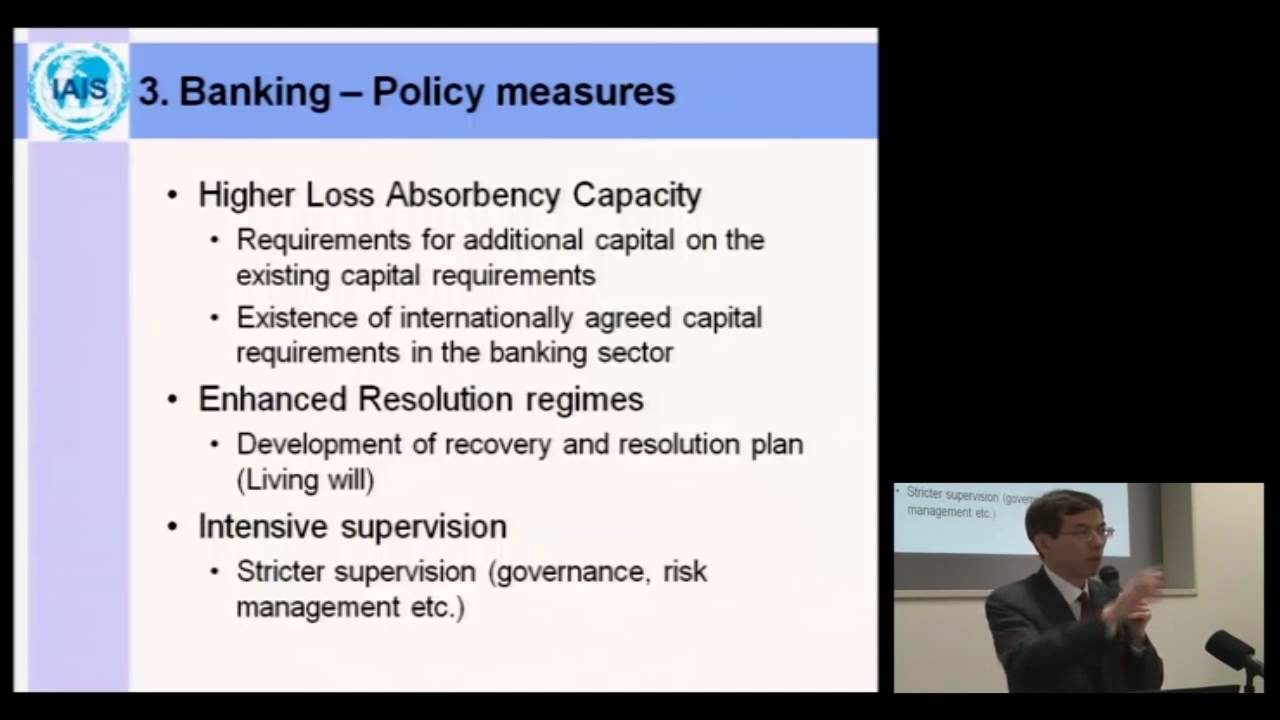 IAIS
3. Banking – Policy measures
• Higher Loss Absorbency Capacity
• Requirements for additional capital on the
existing capital requirements
• Existence of internationally agreed capital
requirements in the banking sector
• Enhanced Resolution regimes
• Development of recovery and resolution plan
(Living will)
• Intensive supervision
• Stricter supervision (governance, risk
management etc.)
• Stricter supervision (govern
management etc.)